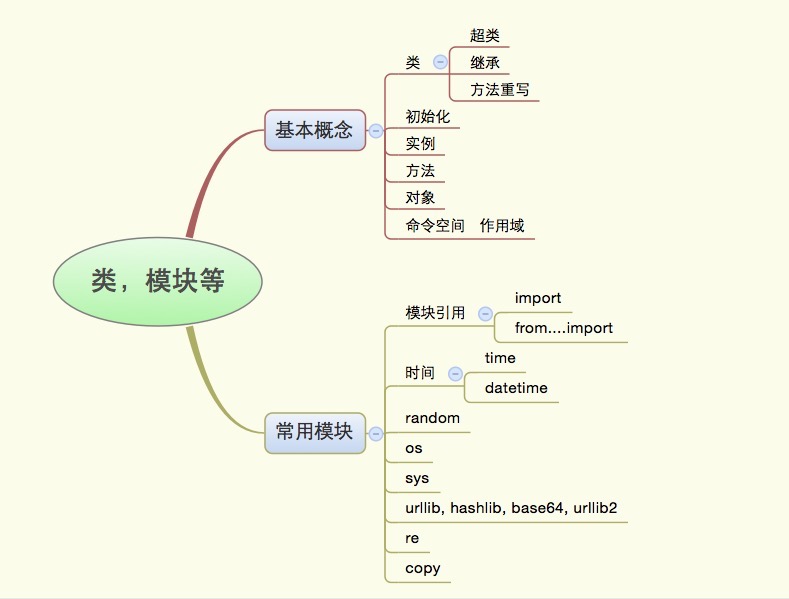 类，模块等
基本概念
类
超类
继承
方法重写
初始化
实例
方法
对象
命令空间 作用域
常用模块
模块引用
import
from....import
时间
time
datetime
random
os
sys
urllib, hashlib, base64, urllib2
re
copy